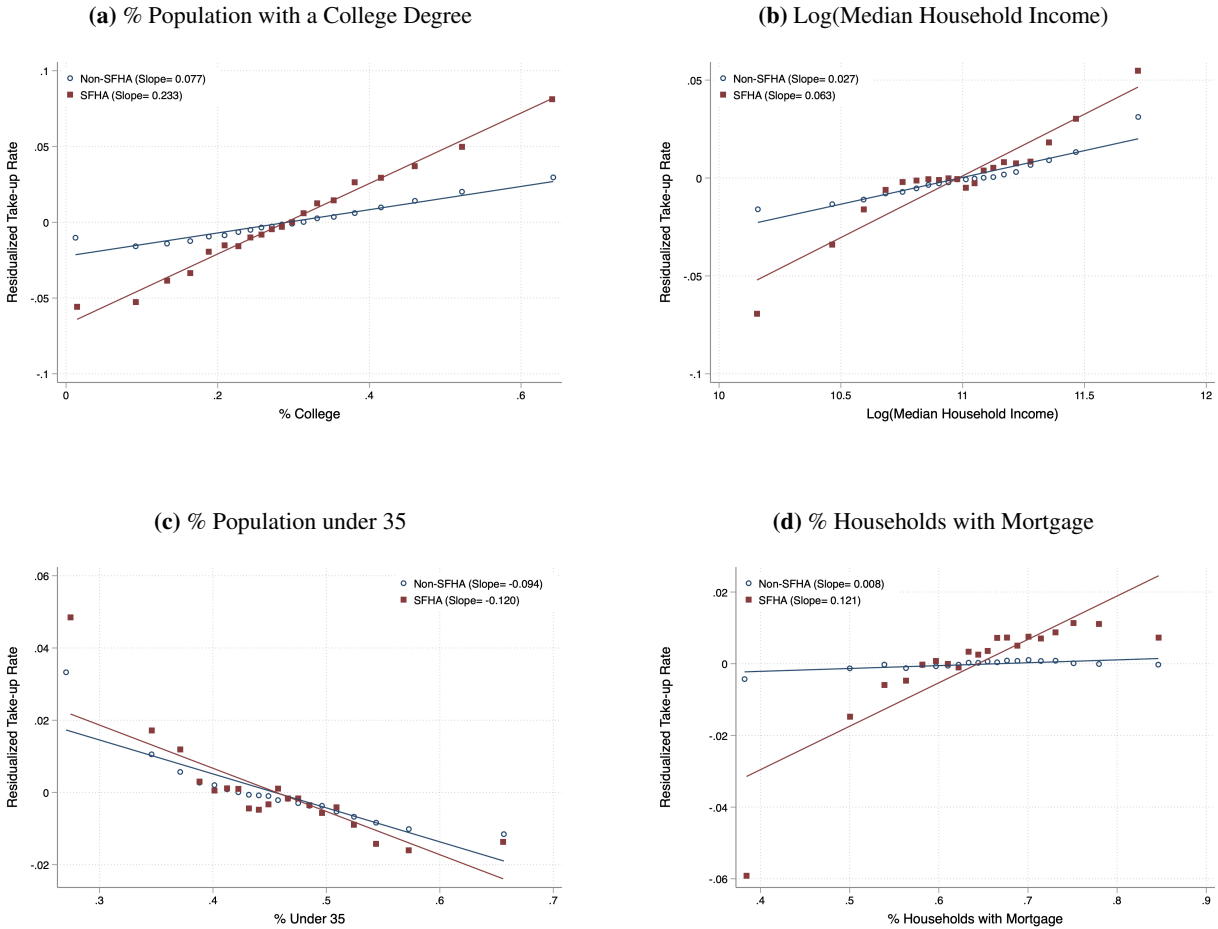 (a) % Population with a College Degree
Residualized Take-up Rate
.1
.05
0
-.05
-.1
Non-SFHA (Slope= 0.077)
SFHA (Slope= 0.233)
0
.2
.4
.6
% College
(b) Log(Median Household Income)
Residualized Take-up Rate
.05
0
-.05
-.1
Non-SFHA (Slope= 0.027)
SFHA (Slope= 0.063)
10
10.5
11
11.5
12
Log(Median Household Income)
(c) % Population under 35
Residualized Take-up Rate
.06
.04
.02
0
-.02
Non-SFHA (Slope= -0.094)
SFHA (Slope= -0.120)
.3
.4
.5
.6
.7
% Under 35
(d) % Households with Mortgage
Residualized Take-up Rate
.02
0
-.02
-.04
-.06
Non-SFHA (Slope= 0.008)
SFHA (Slope= 0.121)
.4
.5
.6
.7
.8
.9
% Households with Mortgage